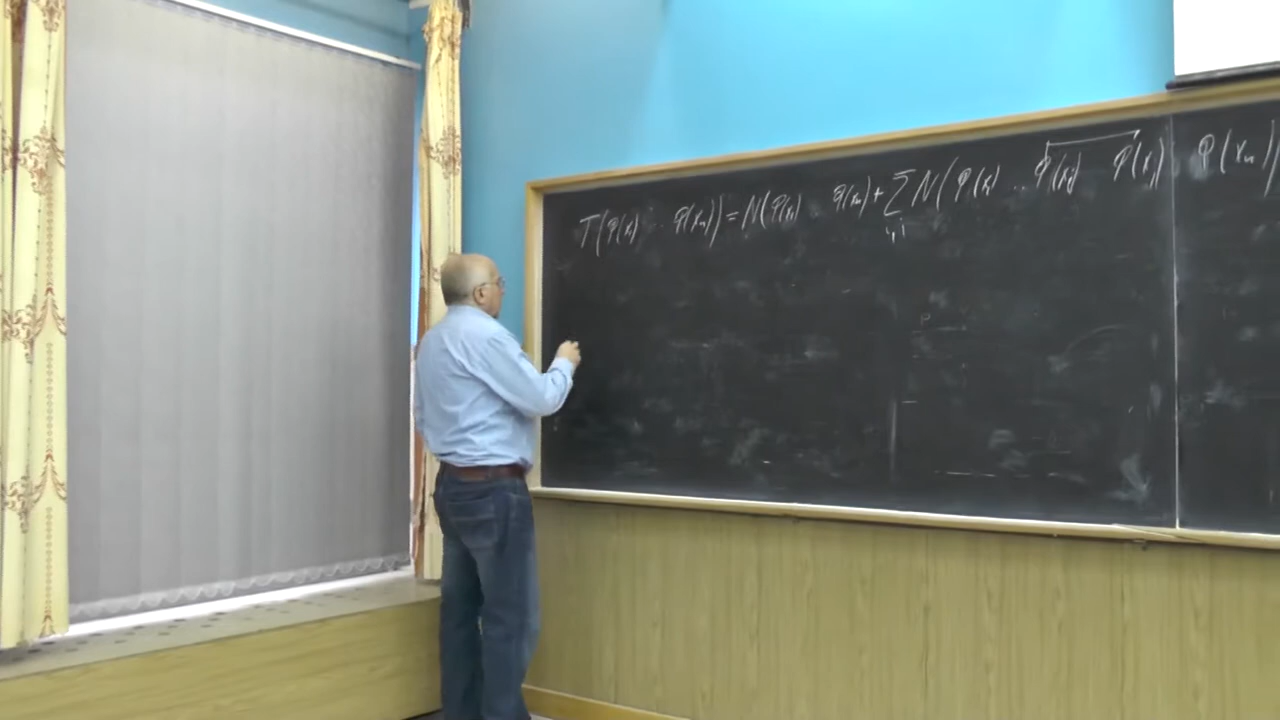 T(φ(x₁) .. φ(xₙ)) = N(φ(x₁) φ(xₙ)) + ∑ N(φ(x₁) .. φ(xᵢ) φ(xⱼ) φ(xₙ))
i,j